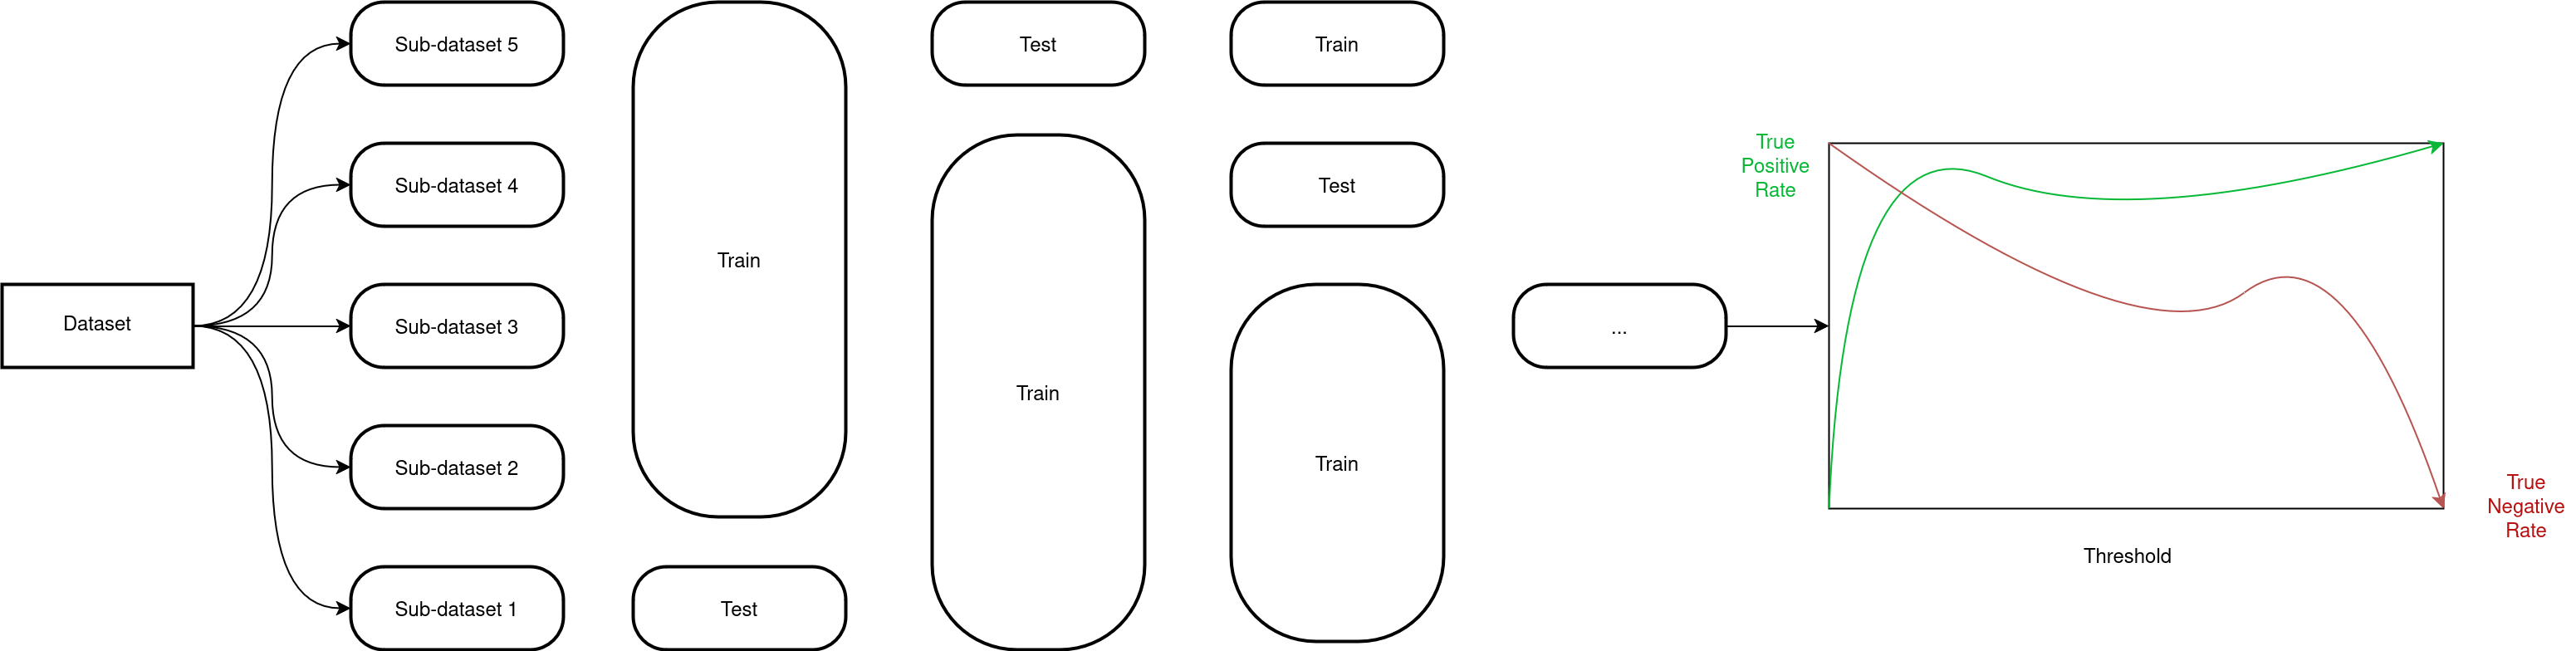 Dataset
Sub-dataset 5
Sub-dataset 4
Sub-dataset 3
Sub-dataset 2
Sub-dataset 1
Train
Test
Test
Train
Train
Test
Train
...
True
Positive
Rate
True
Negative
Rate
Threshold